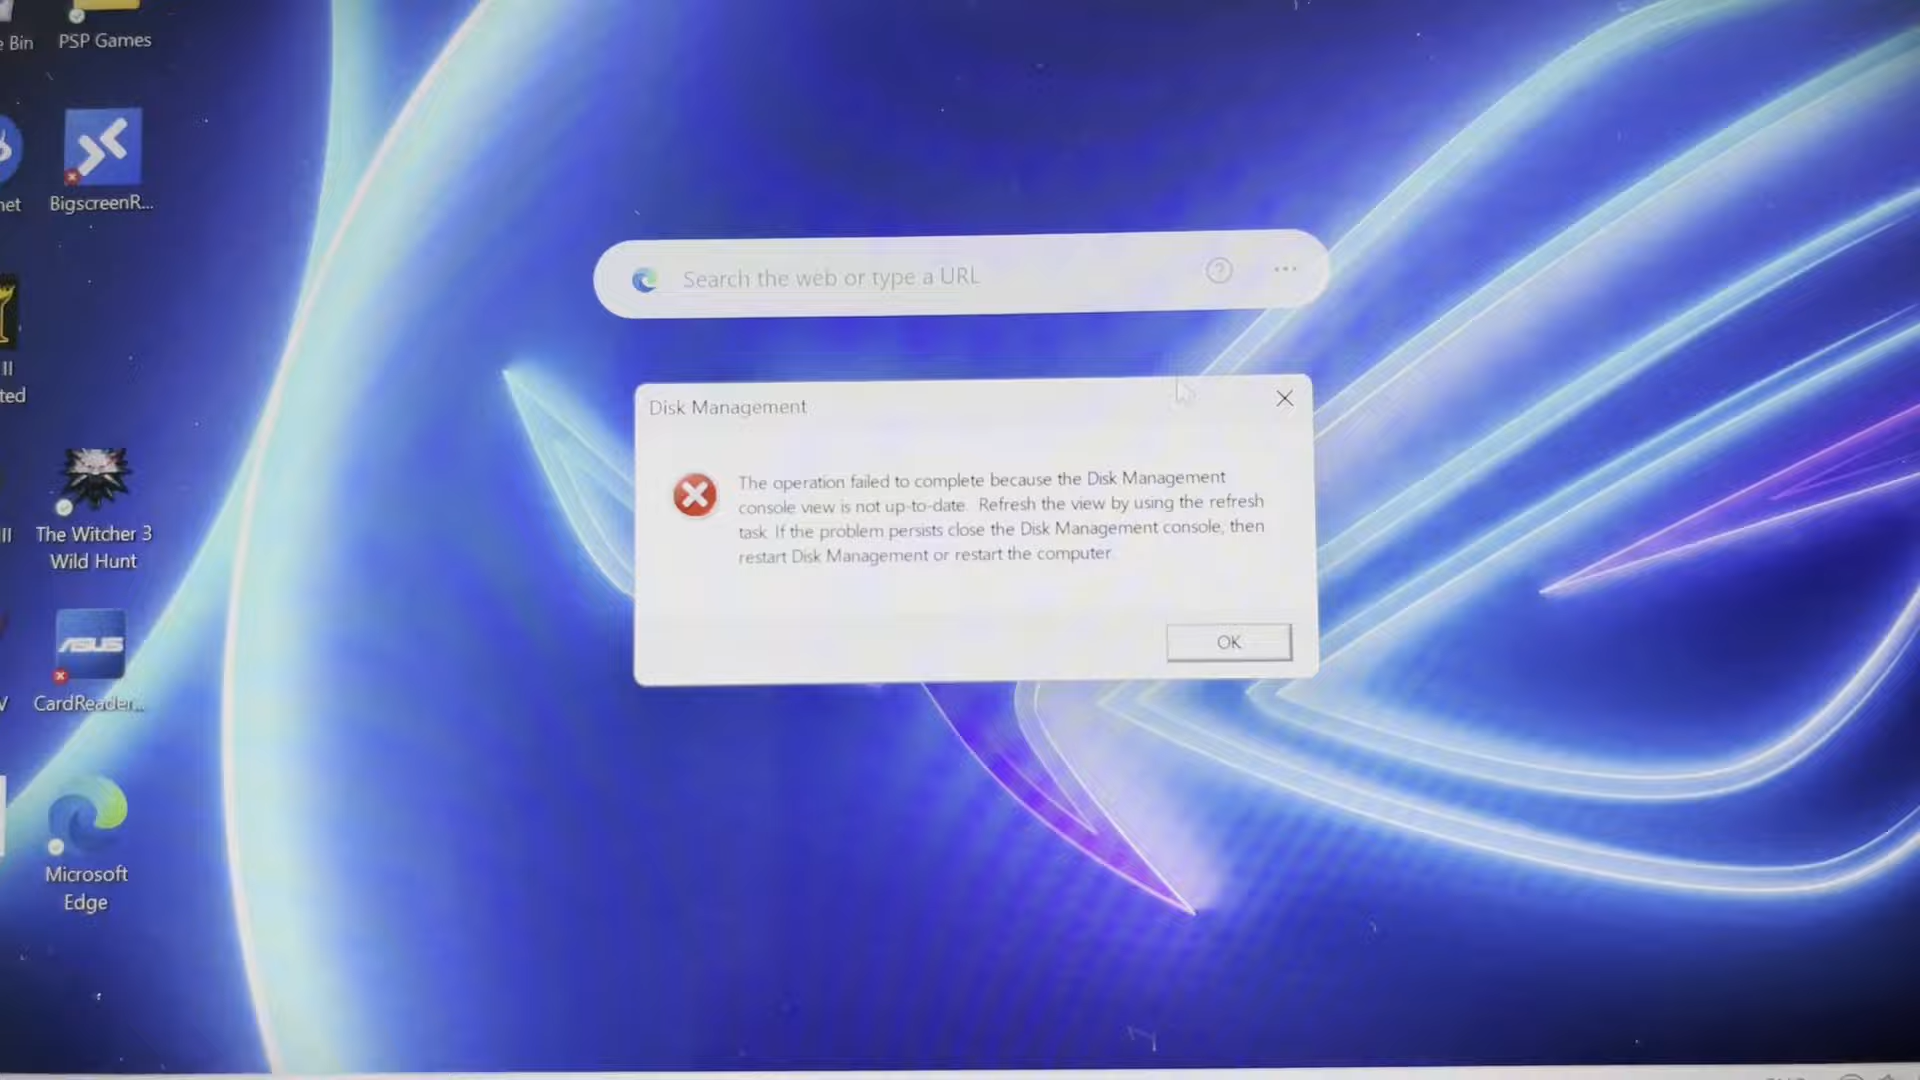 e Bin
PSP Games
net
BigscreenR...
Search the web or type a URL
?
II
ted
Disk Management
The operation failed to complete because the Disk Management
console view is not up-to-date. Refresh the view by using the refresh
task. If the problem persists close the Disk Management console, then
restart Disk Management or restart the computer.
OK
III
The Witcher 3
Wild Hunt
ASUS
V
CardReader...
Microsoft
Edge